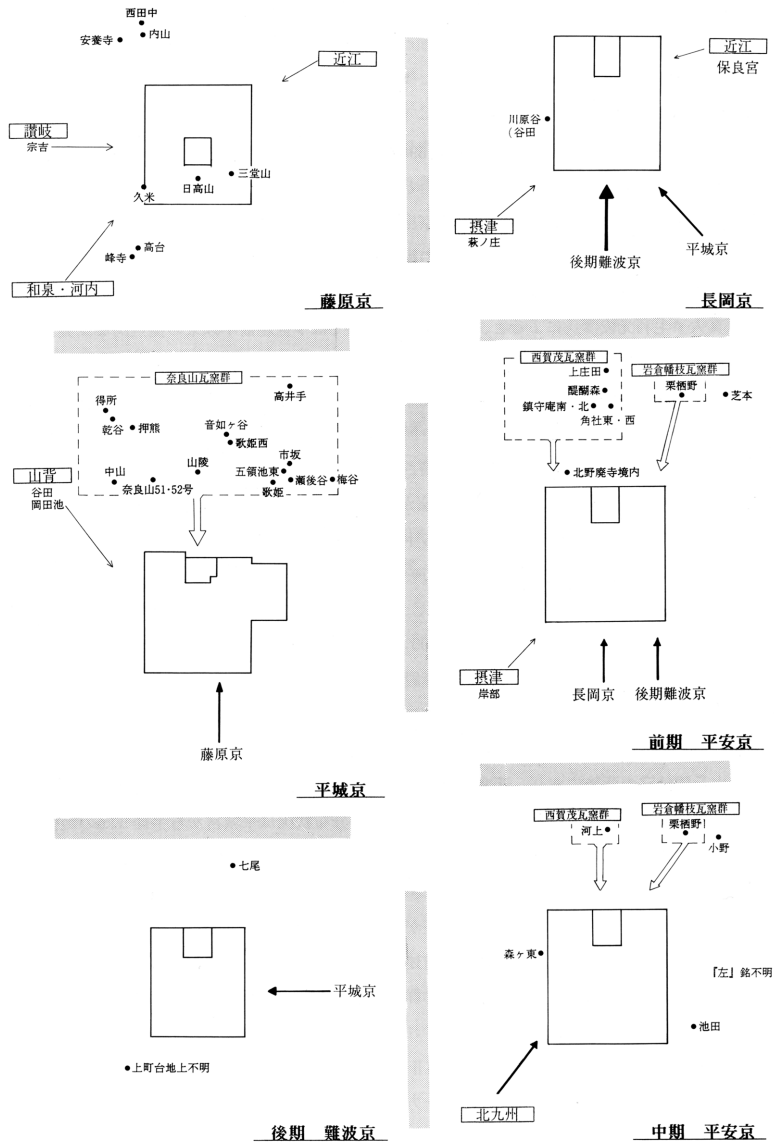 西田中
安養寺
内山
近江
讃岐
宗吉
三堂山
日高山
久米
高台
峰寺
和泉・河内
藤原京
近江
保良宮
川原谷
(谷田
摂津
萩ノ庄
後期難波京
平城京
長岡京
奈良山瓦窯群
得所
高井手
乾谷
押熊
音如ヶ谷
歌姫西
市坂
山陵
五領池東
中山
奈良山51・52号
歌姫
瀬後谷
梅谷
山背
谷田
岡田池
藤原京
平城京
西賀茂瓦窯群
上庄田
醍醐森
鎮守庵南・北
角社東・西
岩倉幡枝瓦窯群
栗栖野
芝本
北野廃寺境内
摂津
岸部
長岡京
後期難波京
前期 平安京
七尾
平城京
上町台地上不明
後期 難波京
西賀茂瓦窯群
河上
岩倉幡枝瓦窯群
栗栖野
小野
森ヶ東
『左』銘不明
池田
北九州
中期 平安京